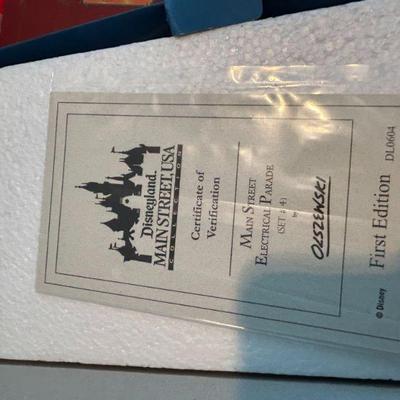 Disneyland
MAIN STREET, USA
COLLECTION
Certificate of
Verification
MAIN STREET
ELECTRICAL PARADE
(SET #4)
by
OLSZEWSKI
© Disney
First Edition
DL0604